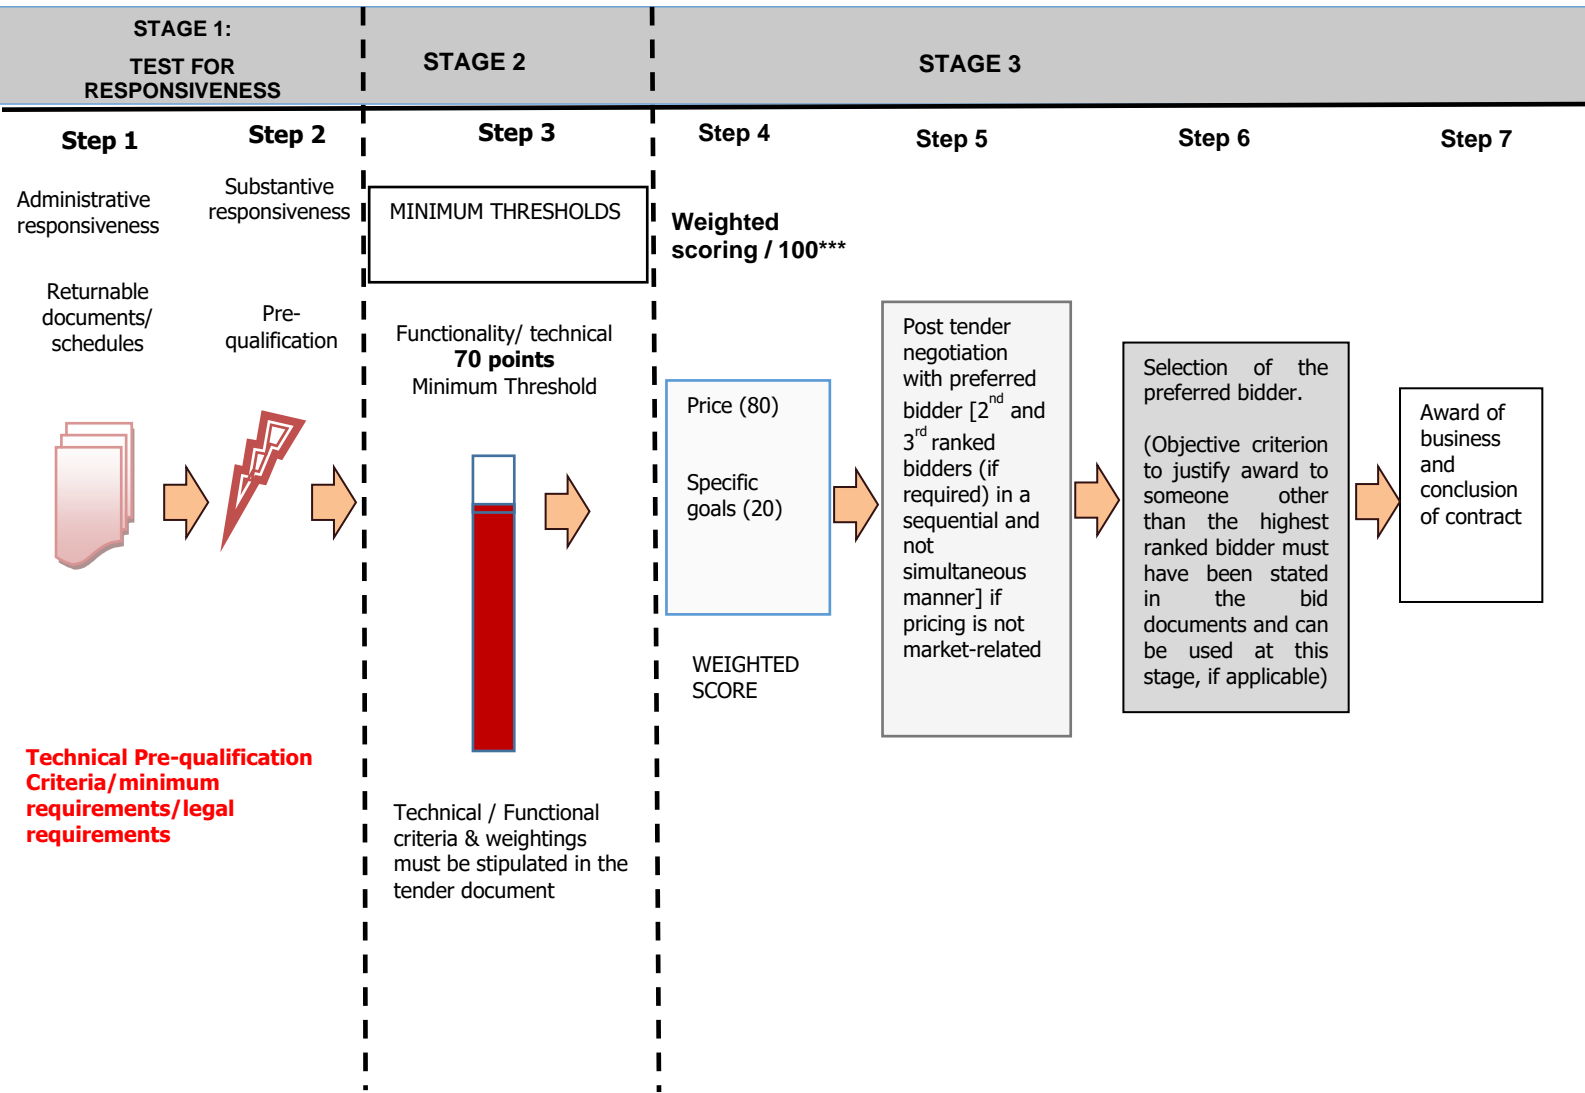 STAGE 1:
TEST FOR
RESPONSIVENESS
STAGE 2
STAGE 3
Step 1
Step 2
Step 3
Step 4
Step 5
Step 6
Step 7
Administrative
responsiveness
Substantive
responsiveness
MINIMUM THRESHOLDS
Weighted
scoring / 100***
Returnable
documents/
schedules
Pre-
qualification
Functionality/ technical
70 points
Minimum Threshold
Price (80)
Specific
goals (20)
WEIGHTED
SCORE
Post tender
negotiation
with preferred
bidder [2nd and
3rd ranked
bidders (if
required) in a
sequential and
not
simultaneous
manner] if
pricing is not
market-related
Selection of the
preferred bidder.
(Objective criterion
to justify award to
someone other
than the highest
ranked bidder must
have been stated
in the bid
documents and can
be used at this
stage, if applicable)
Award of
business
and
conclusion
of contract
Technical Pre-qualification
Criteria/minimum
requirements/legal
requirements
Technical / Functional
criteria & weightings
must be stipulated in the
tender document